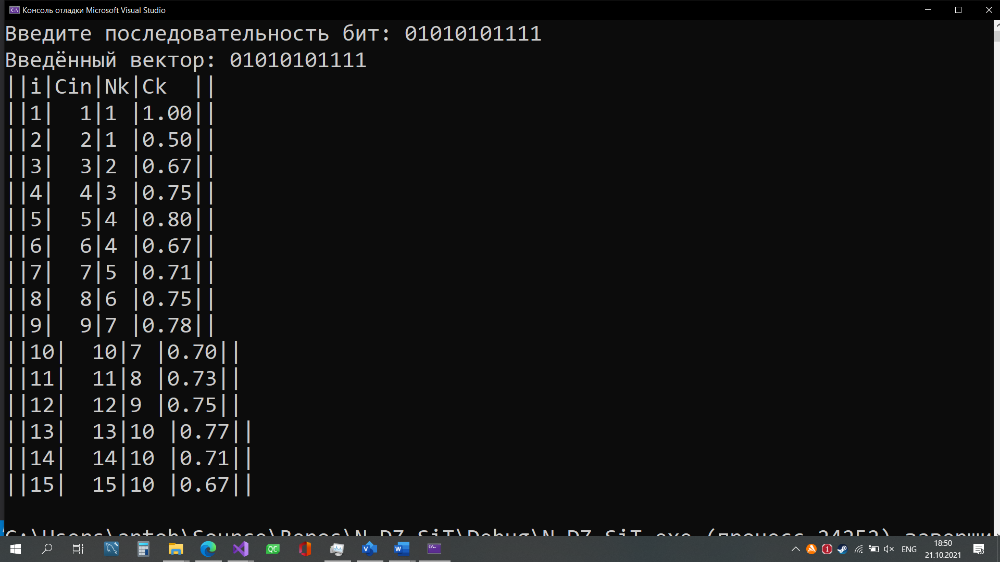 Консоль отладки Microsoft Visual Studio
Введите последовательность бит: 01010101111
Введённый вектор: 01010101111
||i|Cin|Nk|Ck  ||
||1|  1|1 |1.00||
||2|  2|1 |0.50||
||3|  3|2 |0.67||
||4|  4|3 |0.75||
||5|  5|4 |0.80||
||6|  6|4 |0.67||
||7|  7|5 |0.71||
||8|  8|6 |0.75||
||9|  9|7 |0.78||
||10|  10|7 |0.70||
||11|  11|8 |0.73||
||12|  12|9 |0.75||
||13|  13|10 |0.77||
||14|  14|10 |0.71||
||15|  15|10 |0.67||
C:\Users\antoh\Source\Repos\N_DZ_SiT\Debug\N_DZ_SiT.exe (процесс 24252) заверши
QC
1
ENG
18:50
21.10.2021